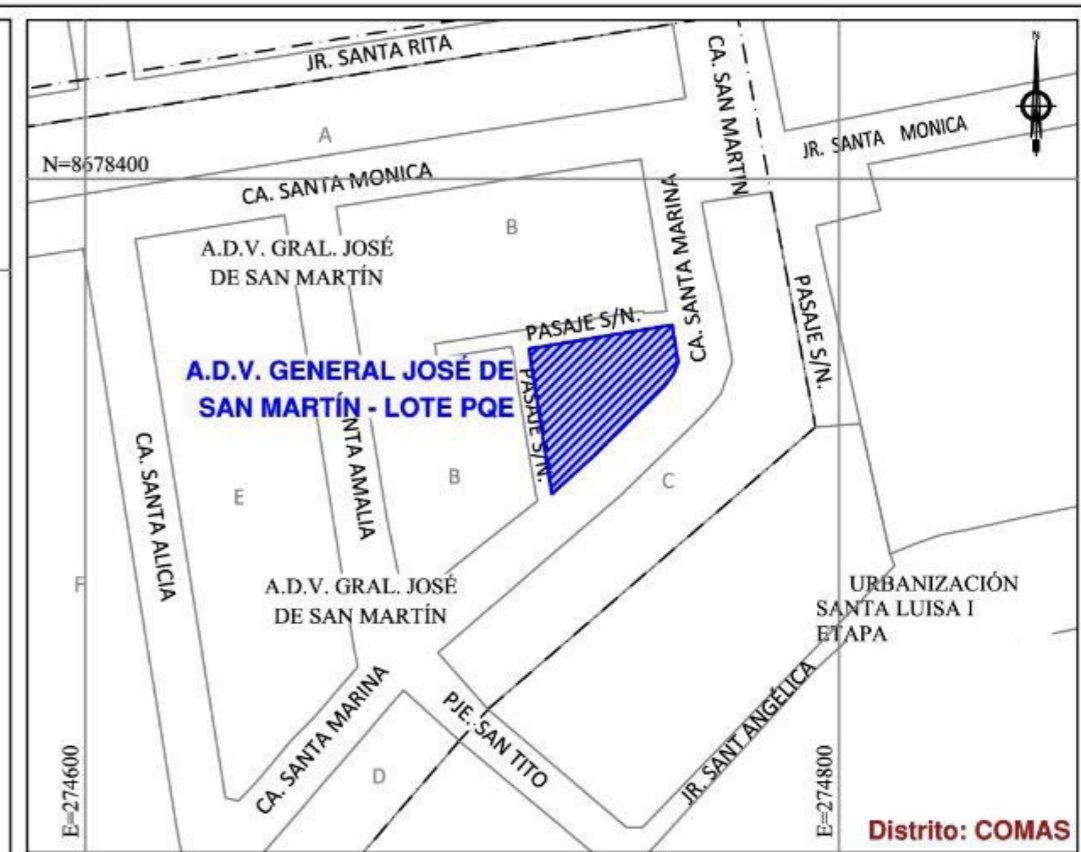 N
JR. SANTA RITA
CA. SAN MARTIN
JR. SANTA MONICA
A
N=8678400
CA. SANTA MONICA
B
A.D.V. GRAL. JOSÉ
DE SAN MARTÍN
CA. SANTA MARINA
PASAJE S/N.
PASAJE S/N.
A.D.V. GENERAL JOSÉ DE
SAN MARTÍN - LOTE PQE
PASAJE S/N.
NTA AMALIA
CA. SANTA ALICIA
E
B
C
F
A.D.V. GRAL. JOSÉ
DE SAN MARTÍN
URBANIZACIÓN
SANTA LUISA I
ETAPA
CA. SANTA MARINA
PJE. SAN TITO
JR. SANT ANGÉLICA
D
E=274600
E=274800
Distrito: COMAS